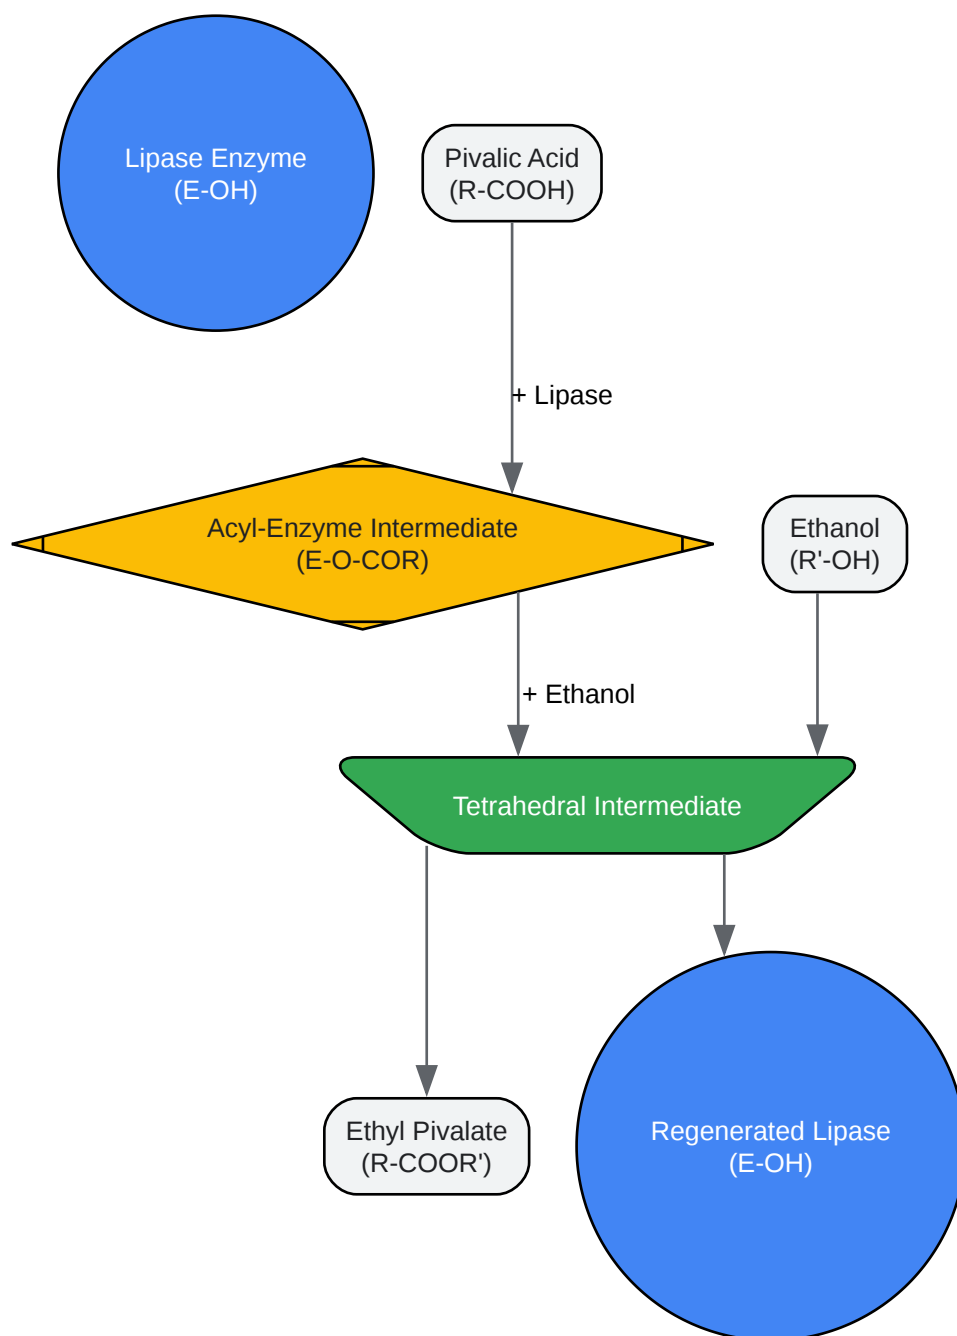 Lipase Enzyme
(E-OH)
Pivalic Acid
(R-COOH)
+ Lipase
Acyl-Enzyme Intermediate
(E-O-COR)
Ethanol
(R'-OH)
+ Ethanol
Tetrahedral Intermediate
Ethyl Pivalate
(R-COOR')
Regenerated Lipase
(E-OH)